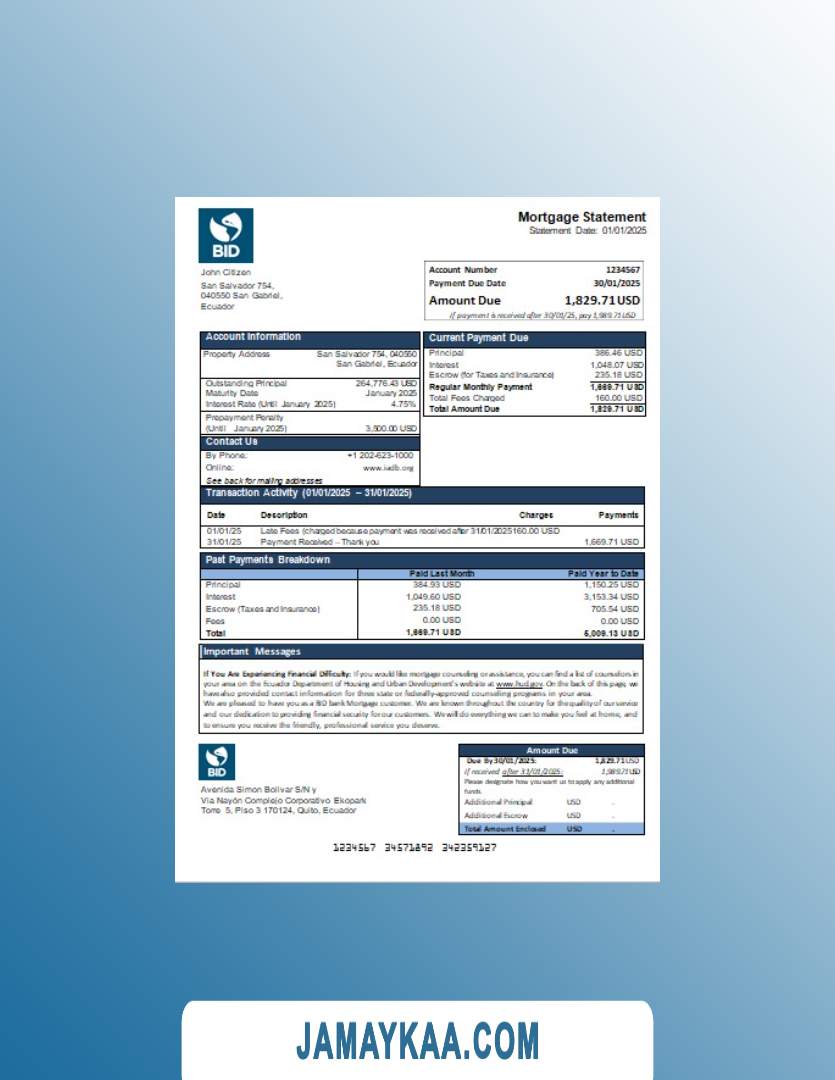 BID
Mortgage Statement
Statement Date: 01/01/2025
John Citizen
San Salvador 754,
040550 San Gabriel,
Ecuador
Account Number 1234567
Payment Due Date 30/01/2025
Amount Due 1,829.71 USD
If payment is received after 30/01/25, pay 1,989.71 USD
Account Information
Property Address San Salvador 754, 040550
San Gabriel, Ecuador
Outstanding Principal 264,776.43 USD
Maturity Date January 2025
Interest Rate (Until January 2025) 4.75%
Prepayment Penalty
(Until January 2025) 3,500.00 USD
Contact Us
By Phone: +1 202-623-1000
Online: www.iadb.org
See back for mailing addresses
Current Payment Due
Principal 386.46 USD
Interest 1,048.07 USD
Escrow (for Taxes and Insurance) 235.18 USD
Regular Monthly Payment 1,669.71 USD
Total Fees Charged 160.00 USD
Total Amount Due 1,829.71 USD
Transaction Activity (01/01/2025 – 31/01/2025)
Date Description Charges Payments
01/01/25 Late Fees (charged because payment was received after 31/01/2025 160.00 USD
31/01/25 Payment Received – Thank you 1,669.71 USD
Past Payments Breakdown
Paid Last Month Paid Year to Date
Principal 384.93 USD 1,150.25 USD
Interest 1,049.60 USD 3,153.34 USD
Escrow (Taxes and Insurance) 235.18 USD 705.54 USD
Fees 0.00 USD 0.00 USD
Total 1,669.71 USD 5,009.13 USD
Important Messages
If You Are Experiencing Financial Difficulty: If you would like mortgage counseling or assistance, you can find a list of counselors in
your area on the Ecuador Department of Housing and Urban Development's website at www.hud.gov. On the back of this page, we
have also provided contact information for three state or federally-approved counseling programs in your area.
We are pleased to have you as a BID bank Mortgage customer. We are known throughout the country for the quality of our service
and our dedication to providing financial security for our customers. We will do everything we can to make you feel at home, and
to ensure you receive the friendly, professional service you deserve.
BID
Avenida Simon Bolivar S/N y
Via Nayón Complejo Corporativo Ekopark
Torre 5, Piso 3 170124, Quito, Ecuador
Amount Due
Due By 30/01/2025: 1,829.71 USD
If received after 31/01/2025: 1,989.71 USD
Please designate how you want us to apply any additional
funds.
Additional Principal USD .
Additional Escrow USD .
Total Amount Enclosed USD .
1234567 34571892 342359127
JAMAYKAA.COM